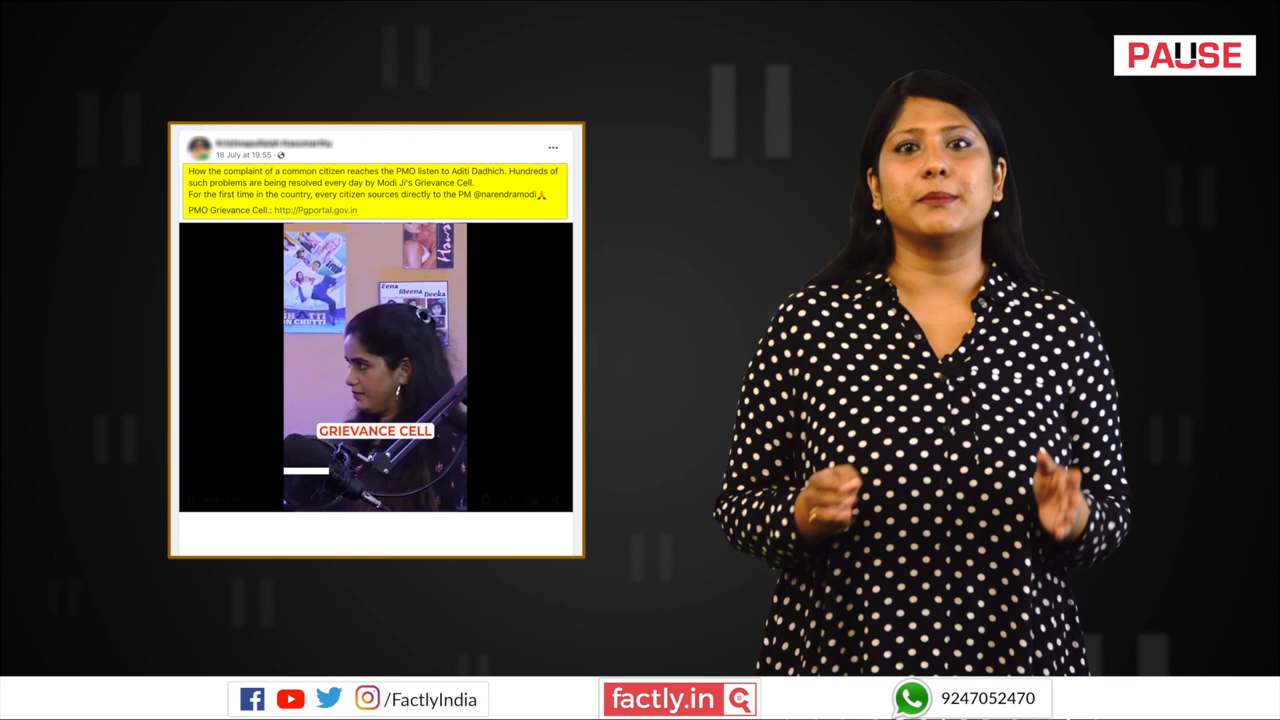 PAUSE
18 July at 19:55
How the complaint of a common citizen reaches the PMO listen to Aditi Dadhich. Hundreds of
such problems are being resolved every day by Modi Ji's Grievance Cell.
For the first time in the country, every citizen sources directly to the PM @narendramodi🙏
PMO Grievance Cell.: http://Pgportal.gov.in
Eena
Meena
Deeka
ON CHUTTI
GRIEVANCE CELL
/FactlyIndia
factly.in
9247052470